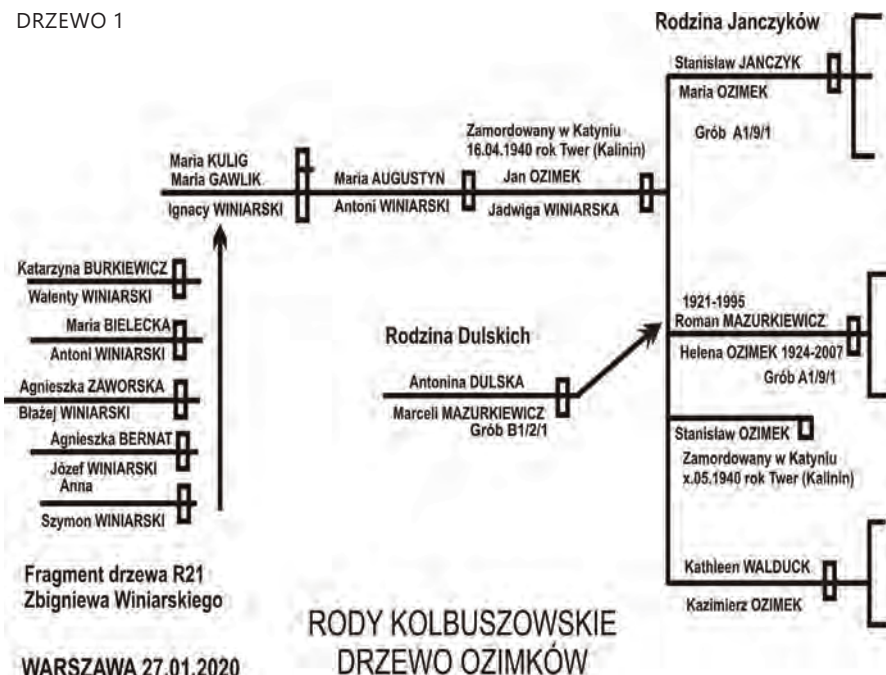 DRZEWO 1
Rodzina Janczyków
Stanisław JANCZYK
Maria OZIMEK
Grób A1/9/1
Zamordowany w Katyniu
16.04.1940 rok Twer (Kalinin)
Maria KULIG
Maria GAWLIK
Ignacy WINIARSKI
Maria AUGUSTYN
Antoni WINIARSKI
Jan OZIMEK
Jadwiga WINIARSKA
Katarzyna BURKIEWICZ
Walenty WINIARSKI
Maria BIELECKA
Antoni WINIARSKI
Agnieszka ZAWORSKA
Błażej WINIARSKI
Agnieszka BERNAT
Józef WINIARSKI
Anna
Szymon WINIARSKI
Rodzina Dulskich
Antonina DULSKA
Marceli MAZURKIEWICZ
Grób B1/2/1
1921-1995
Roman MAZURKIEWICZ
Helena OZIMEK 1924-2007
Grób A1/9/1
Stanisław OZIMEK
Zamordowany w Katyniu
x.05.1940 rok Twer (Kalinin)
Kathleen WALDUCK
Kazimierz OZIMEK
Fragment drzewa R21
Zbigniewa Winiarskiego
RODY KOLBUSZOWSKIE
DRZEWO OZIMKÓW
WARSZAWA 27.01.2020